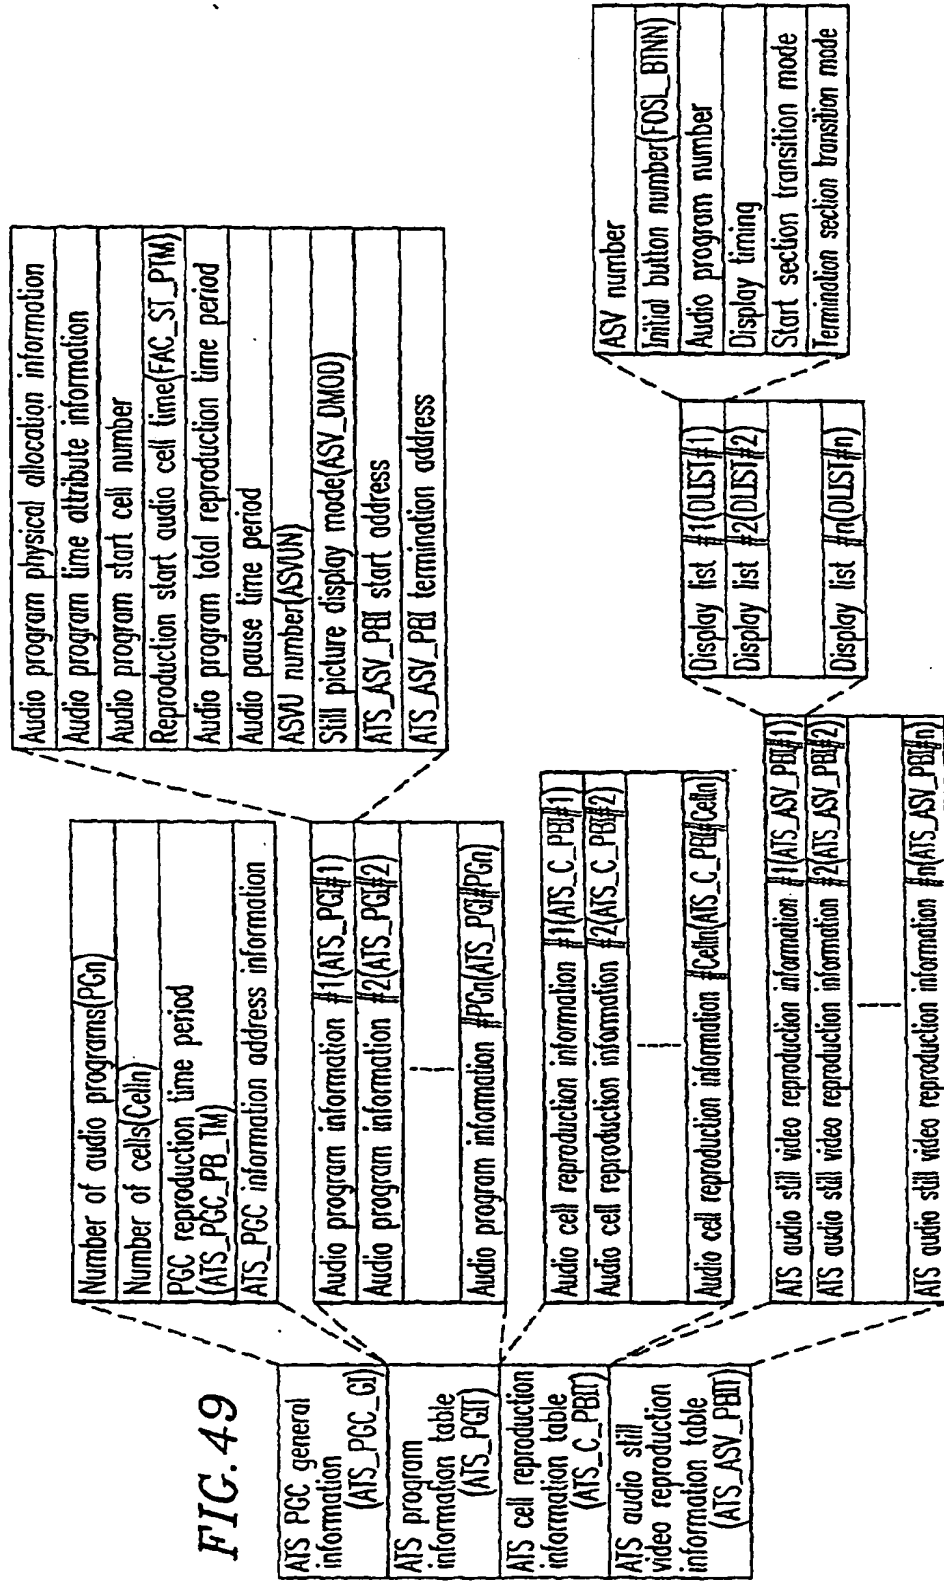 FIG. 49
ATS PGC general
information
(ATS_PGC_GI)
ATS program
information table
(ATS_PGIT)
ATS cell reproduction
information table
(ATS_C_PBIT)
ATS audio still
video reproduction
information table
(ATS_ASV_PBIT)
Number of audio programs(PGn)
Number of cells(Celln)
PGC reproduction time period
(ATS_PGC_PB_TM)
ATS_PGC information address information
Audio program information #1(ATS_PGI#1)
Audio program information #2(ATS_PGI#2)
Audio program information #PGn(ATS_PGI#PGn)
Audio cell reproduction information #1(ATS_C_PBI#1)
Audio cell reproduction information #2(ATS_C_PBI#2)
Audio cell reproduction information #Celln(ATS_C_PBI#Celln)
ATS audio still video reproduction information #1(ATS_ASV_PBI#1)
ATS audio still video reproduction information #2(ATS_ASV_PBI#2)
ATS audio still video reproduction information #n(ATS_ASV_PBI#n)
Audio program physical allocation information
Audio program time attribute information
Audio program start cell number
Reproduction start audio cell time(FAC_ST_PTM)
Audio program total reproduction time period
Audio pause time period
ASVU number(ASVUN)
Still picture display mode(ASV_DMOD)
ATS_ASV_PBI start address
ATS_ASV_PBI termination address
Display list #1(DLIST#1)
Display list #2(DLIST#2)
Display list #n(DLIST#n)
ASV number
Initial button number(FOSL_BTNN)
Audio program number
Display timing
Start section transition mode
Termination section transition mode